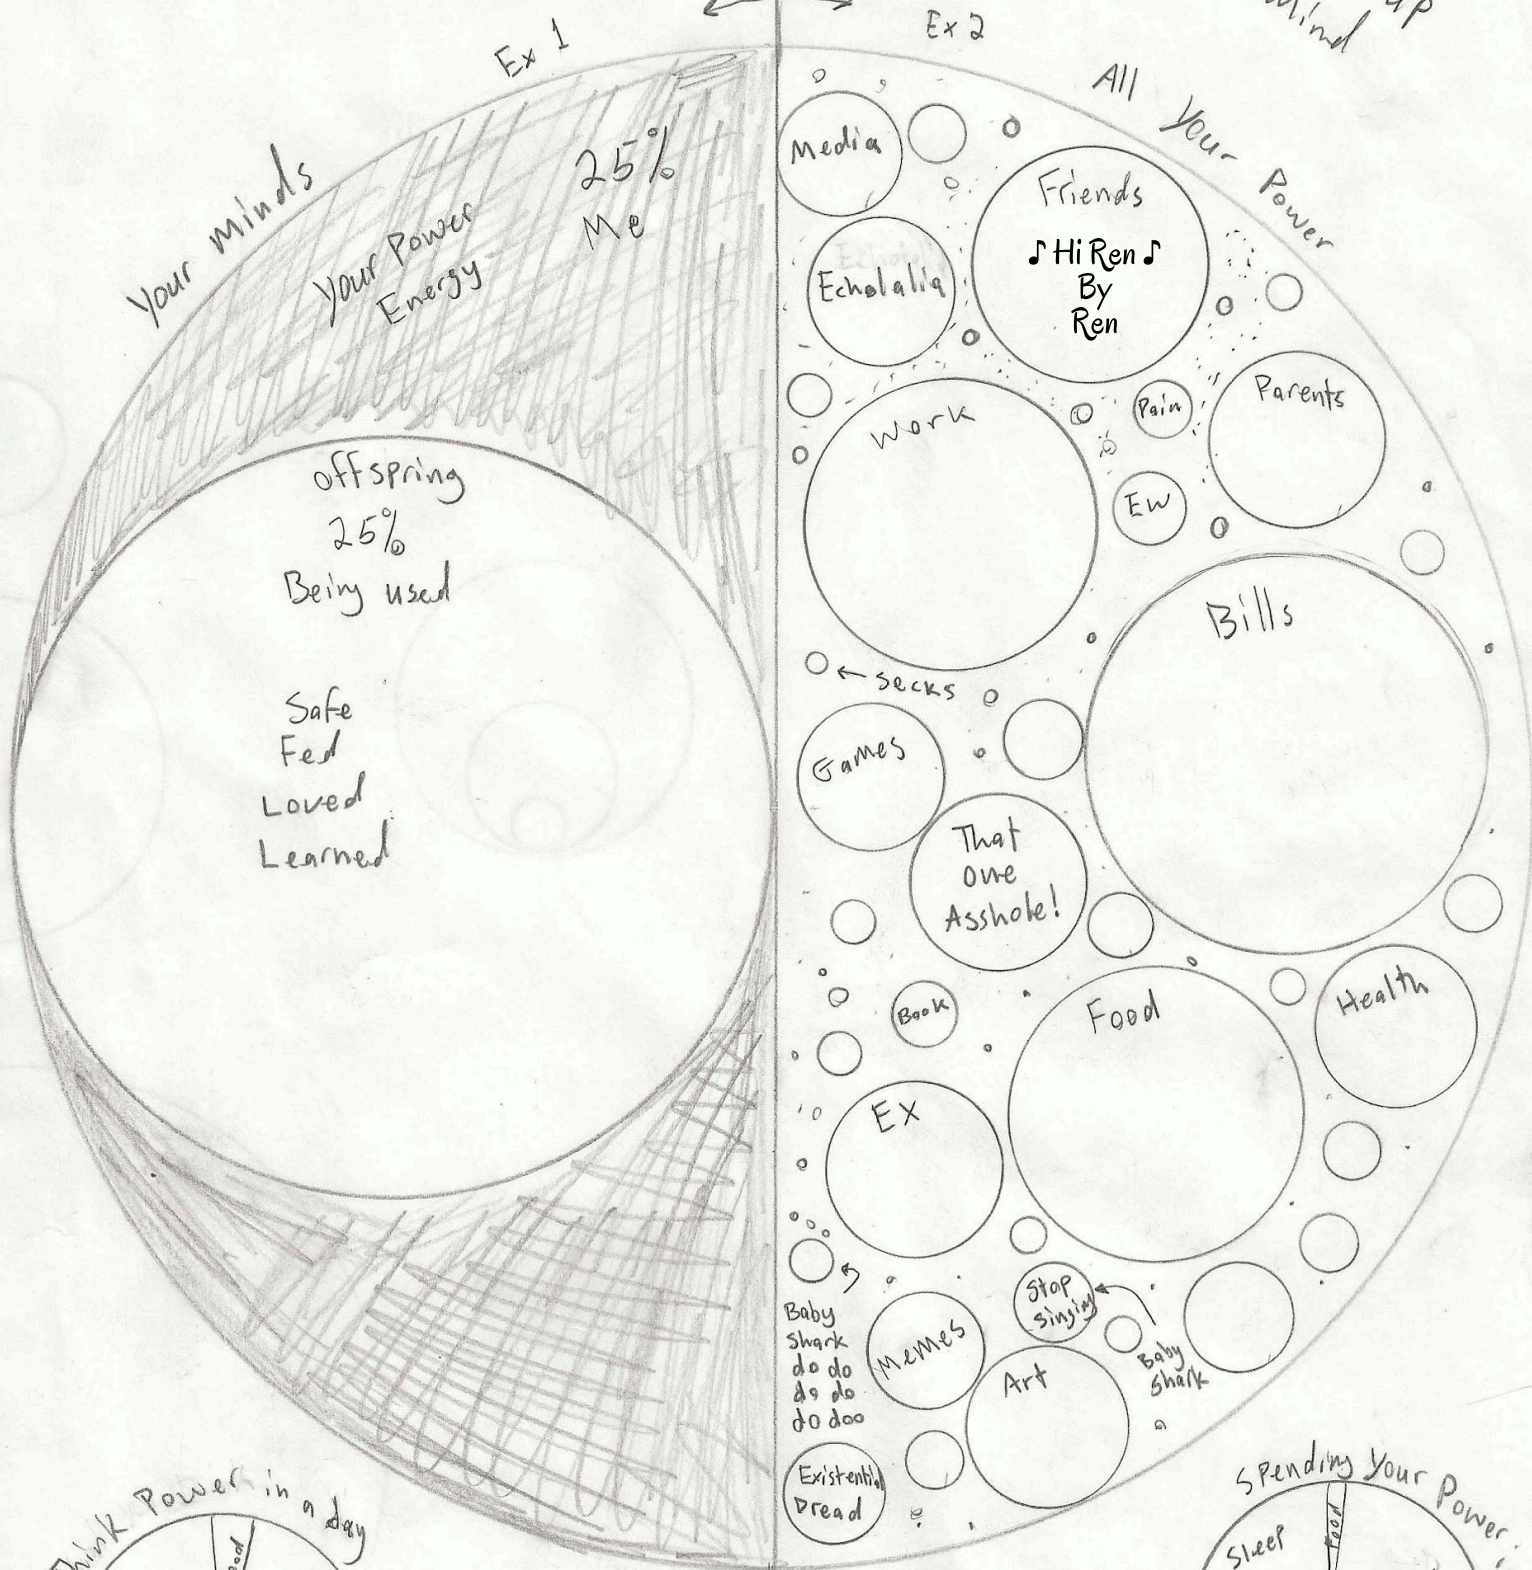 up
Mind
Ex 1
Ex 2
Your minds
All Your Power
25%
Me
Your Power
Energy
offspring
25%
Being used
Safe
Fed
Loved
Learned
Media
Echolalia
Friends
♪ Hi Ren ♪
By
Ren
Work
Pain
Parents
EW
Bills
← secks
Games
That
one
Asshole!
Book
Food
Health
Ex
Baby
Shark
do do
do do
do doo
Memes
Stop
Singing
Baby
Shark
Art
Existential
Dread
Think Power in a day
Spending Your Power
Sleep
Food